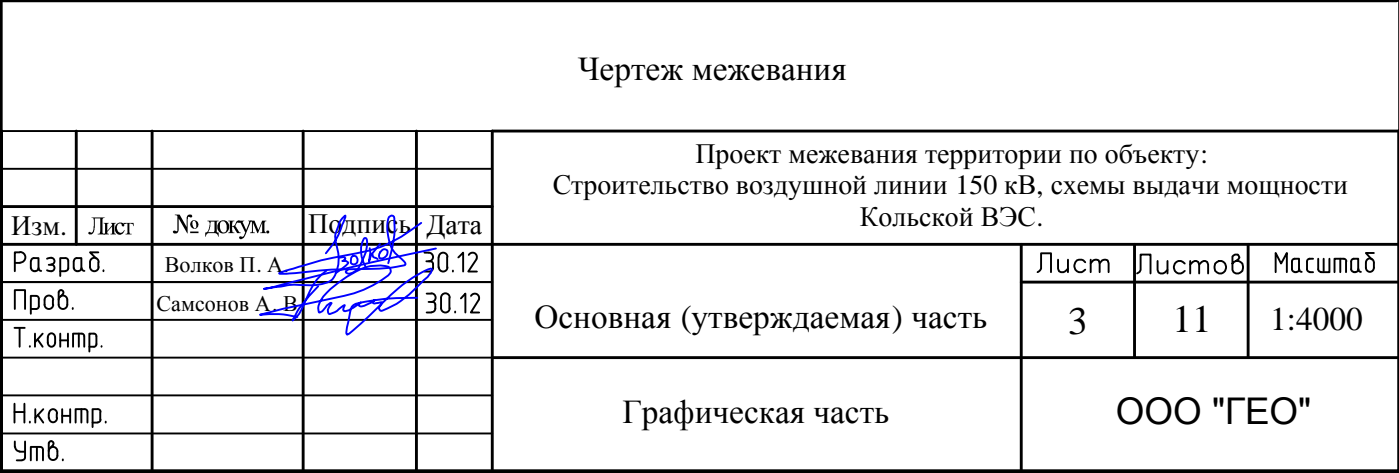 Чертеж межевания
Проект межевания территории по объекту:
Строительство воздушной линии 150 кВ, схемы выдачи мощности
Кольской ВЭС.
Изм. Лист № докум. Подпись Дата
Разраб. Волков П. А 30.12
Пров. Самсонов А. В 30.12
Т.контр.
Н.контр.
Утв.
Основная (утверждаемая) часть
Лист Листов Масштаб
3 11 1:4000
Графическая часть
ООО "ГЕО"